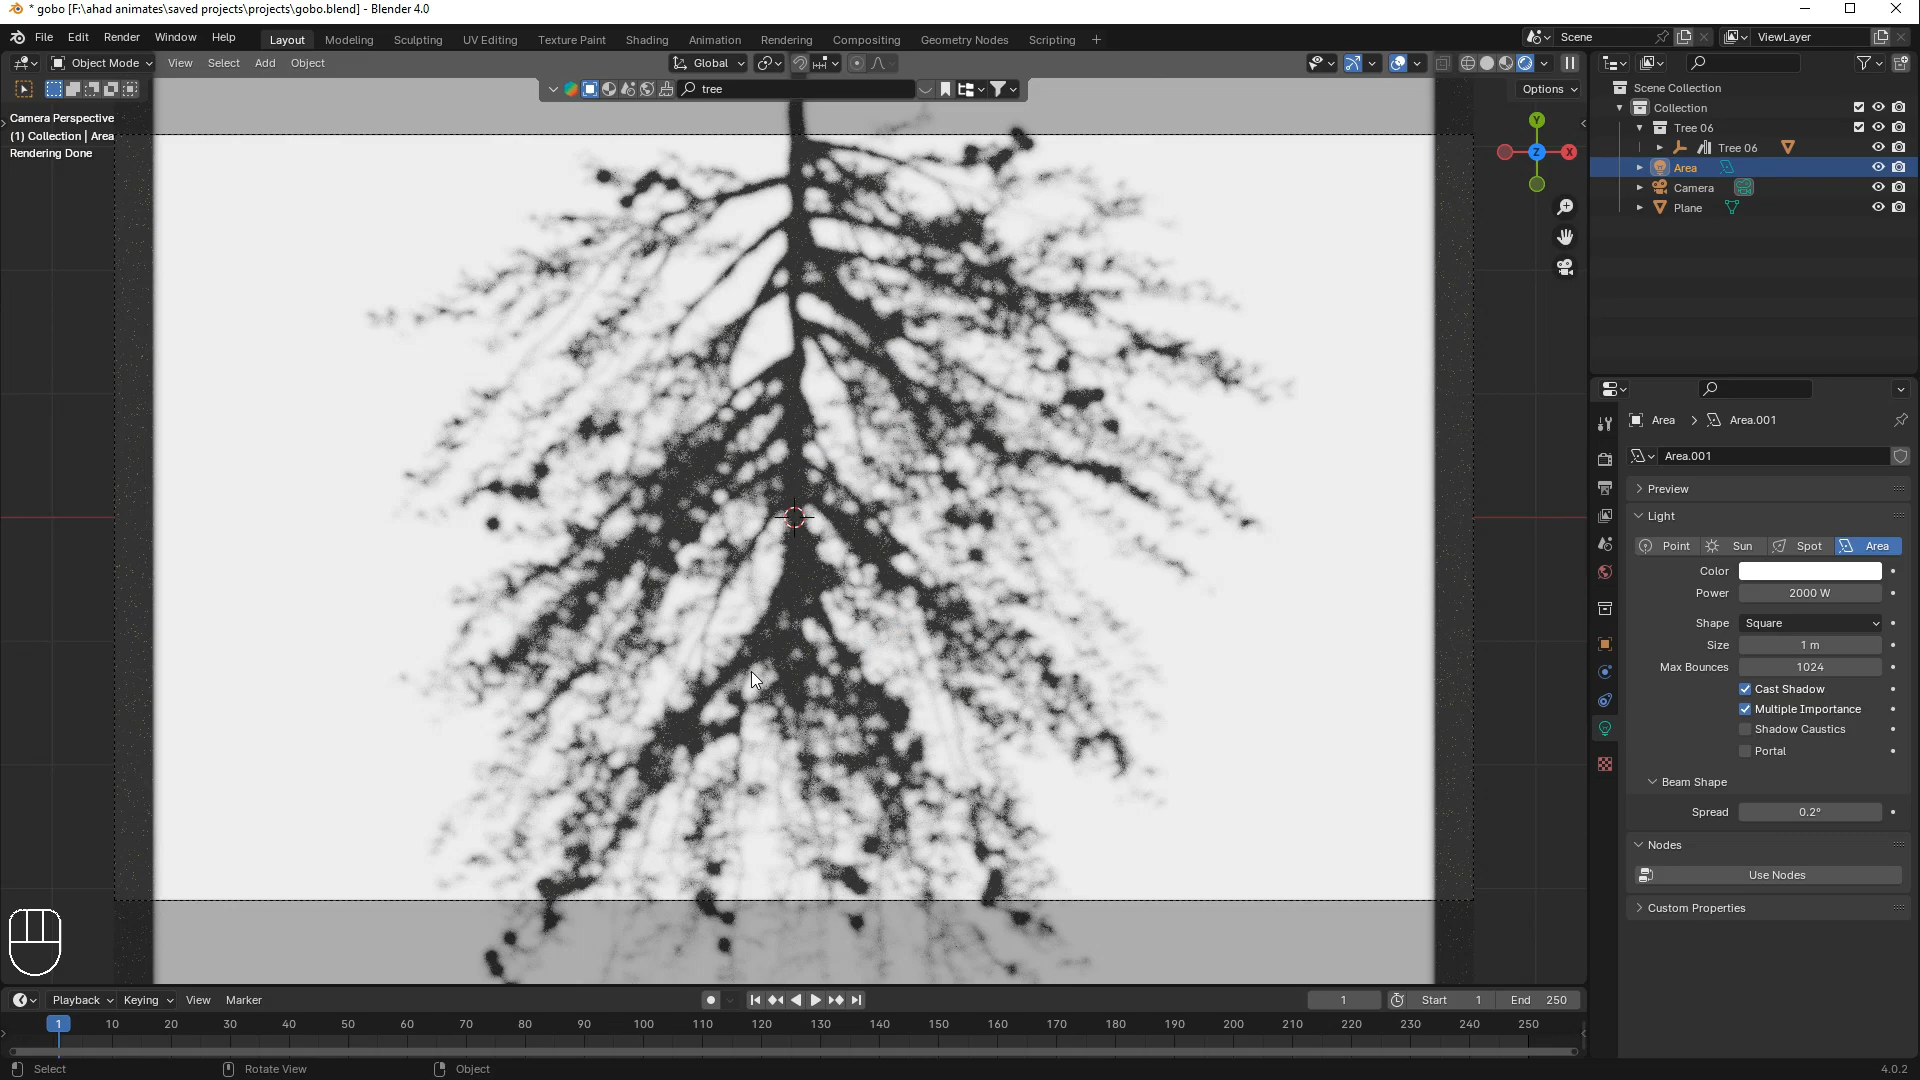 * gobo [F:\ahad animates\saved projects\projects\gobo.blend] - Blender 4.0
File Edit Render Window Help
Layout Modeling Sculpting UV Editing Texture Paint Shading Animation Rendering Compositing Geometry Nodes Scripting +
Scene
ViewLayer
Object Mode View Select Add Object
Global
tree
Options
Camera Perspective
(1) Collection | Area
Rendering Done
Y
Z
X
Scene Collection
Collection
Tree 06
Tree 06
Area
Camera
Plane
Area > Area.001
Area.001
Preview
Light
Point Sun Spot Area
Color
Power 2000 W
Shape Square
Size 1 m
Max Bounces 1024
Cast Shadow
Multiple Importance
Shadow Caustics
Portal
Beam Shape
Spread 0.2°
Nodes
Use Nodes
Custom Properties
Playback Keying View Marker
1 Start 1 End 250
1 10 20 30 40 50 60 70 80 90 100 110 120 130 140 150 160 170 180 190 200 210 220 230 240 250
Select Rotate View Object 4.0.2